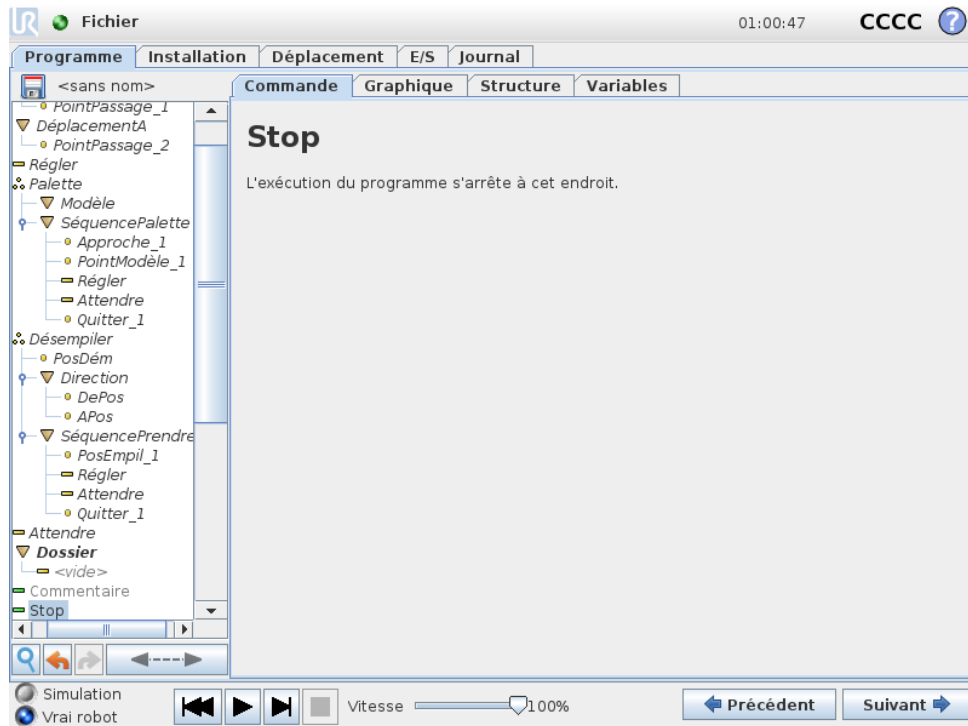 Fichier 01:00:47 CCCC ?
Programme Installation Déplacement E/S Journal
<sans nom> Commande Graphique Structure Variables
PointPassage_1
DéplacementA
PointPassage_2
Régler
Palette
Modèle
SéquencePalette
Approche_1
PointModèle_1
Régler
Attendre
Quitter_1
Désempiler
PosDém
Direction
DePos
APos
SéquencePrendre
PosEmpil_1
Régler
Attendre
Quitter_1
Attendre
Dossier
<vide>
Commentaire
Stop
Stop
L'exécution du programme s'arrête à cet endroit.
Simulation
Vrai robot
Vitesse 100%
Précédent Suivant